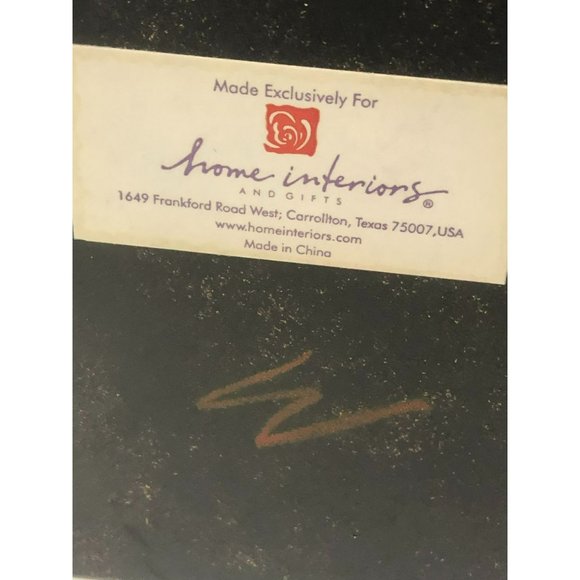 Made Exclusively For
home interiors®
AND GIFTS
1649 Frankford Road West; Carrollton, Texas 75007,USA
www.homeinteriors.com
Made in China